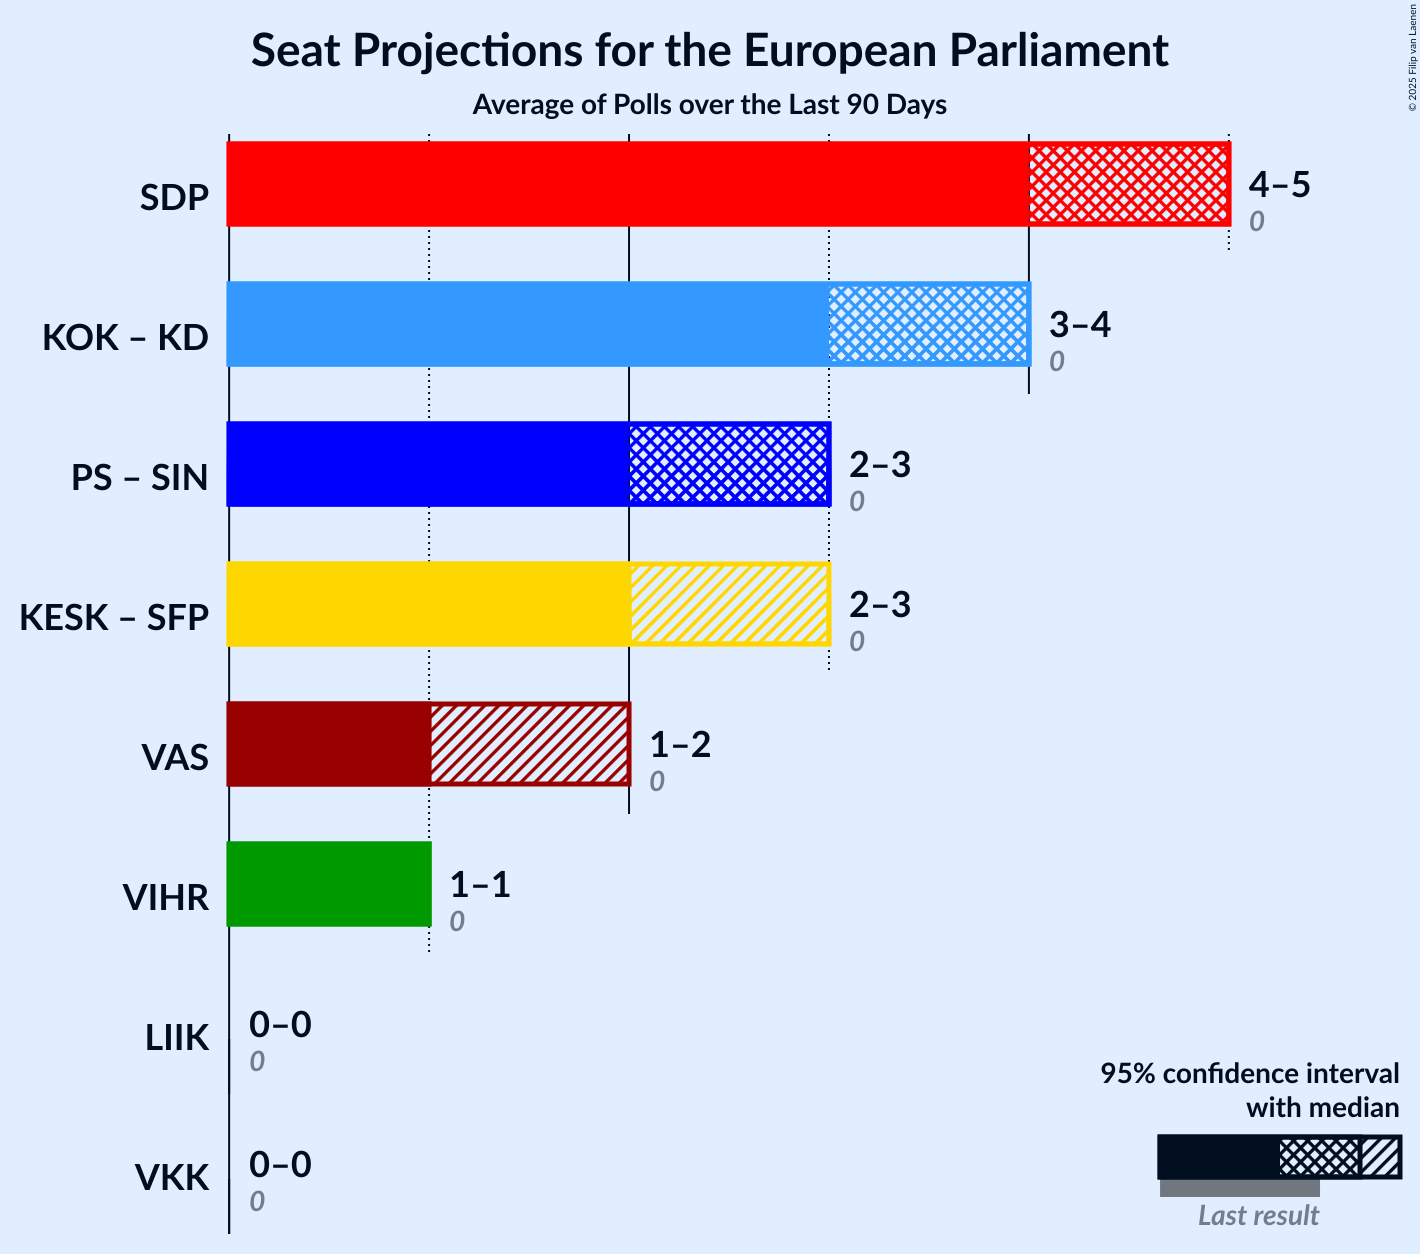 Seat Projections for the European Parliament
Average of Polls over the Last 90 Days
© 2025 Filip van Laenen
SDP
4–5
0
KOK – KD
3–4
0
PS – SIN
2–3
0
KESK – SFP
2–3
0
VAS
1–2
0
VIHR
1–1
0
LIIK
0–0
0
VKK
0–0
0
95% confidence interval
with median
Last result